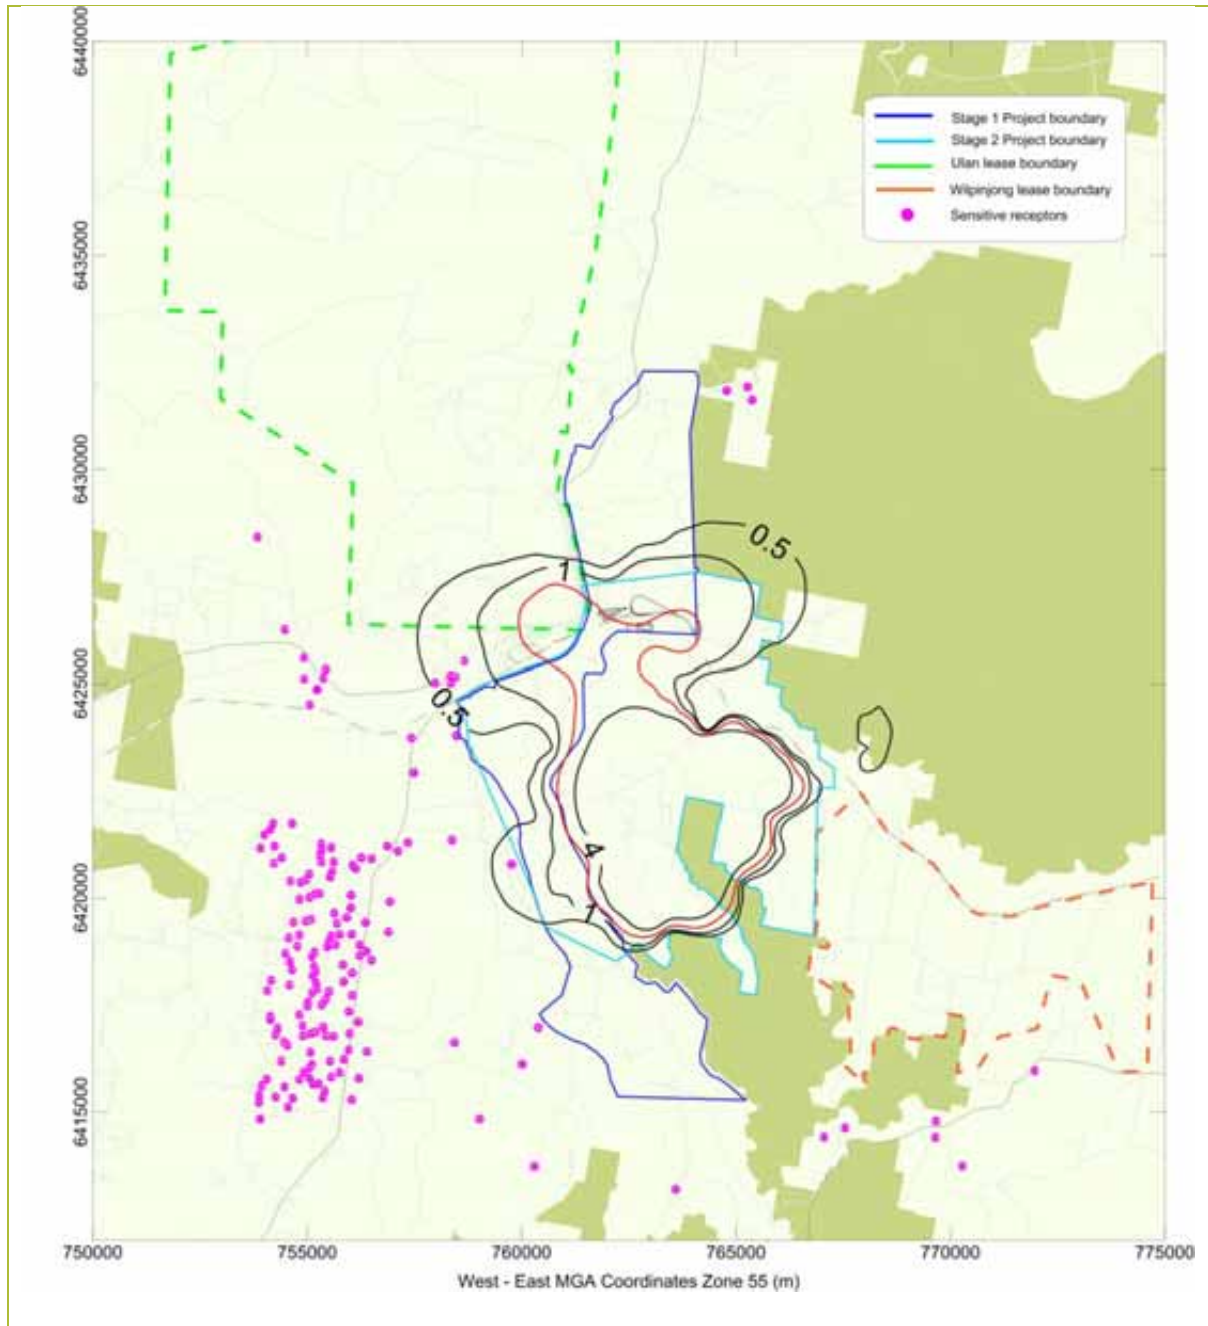 6440000
6435000
6430000
6425000
6420000
6415000
Stage 1 Project boundary
Stage 2 Project boundary
Ulan lease boundary
Wilpinjong lease boundary
Sensitive receptors
0.5
1
0.5
4
1
750000
755000
760000
765000
770000
775000
West - East MGA Coordinates Zone 55 (m)